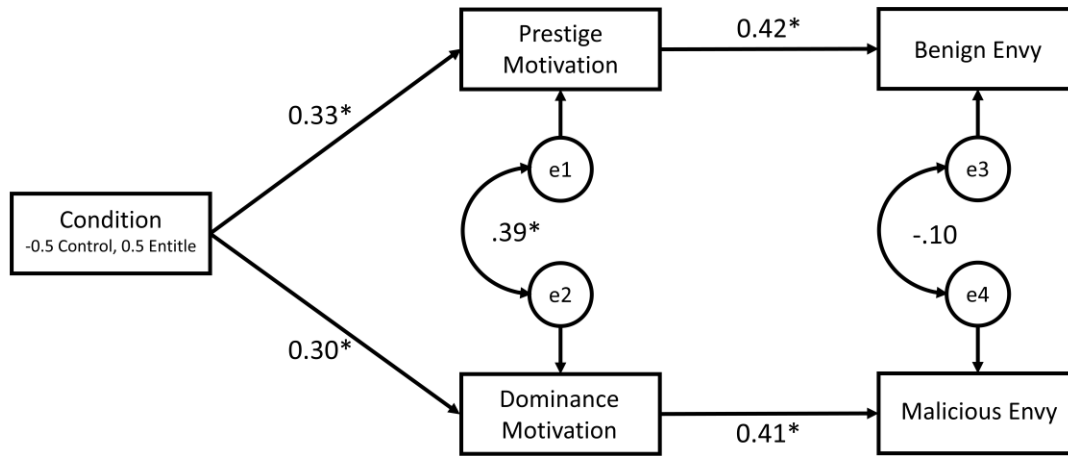 Prestige
Motivation
0.42*
Benign Envy
0.33*
e1
e3
Condition
-0.5 Control, 0.5 Entitle
.39*
-.10
e2
e4
0.30*
Dominance
Motivation
0.41*
Malicious Envy